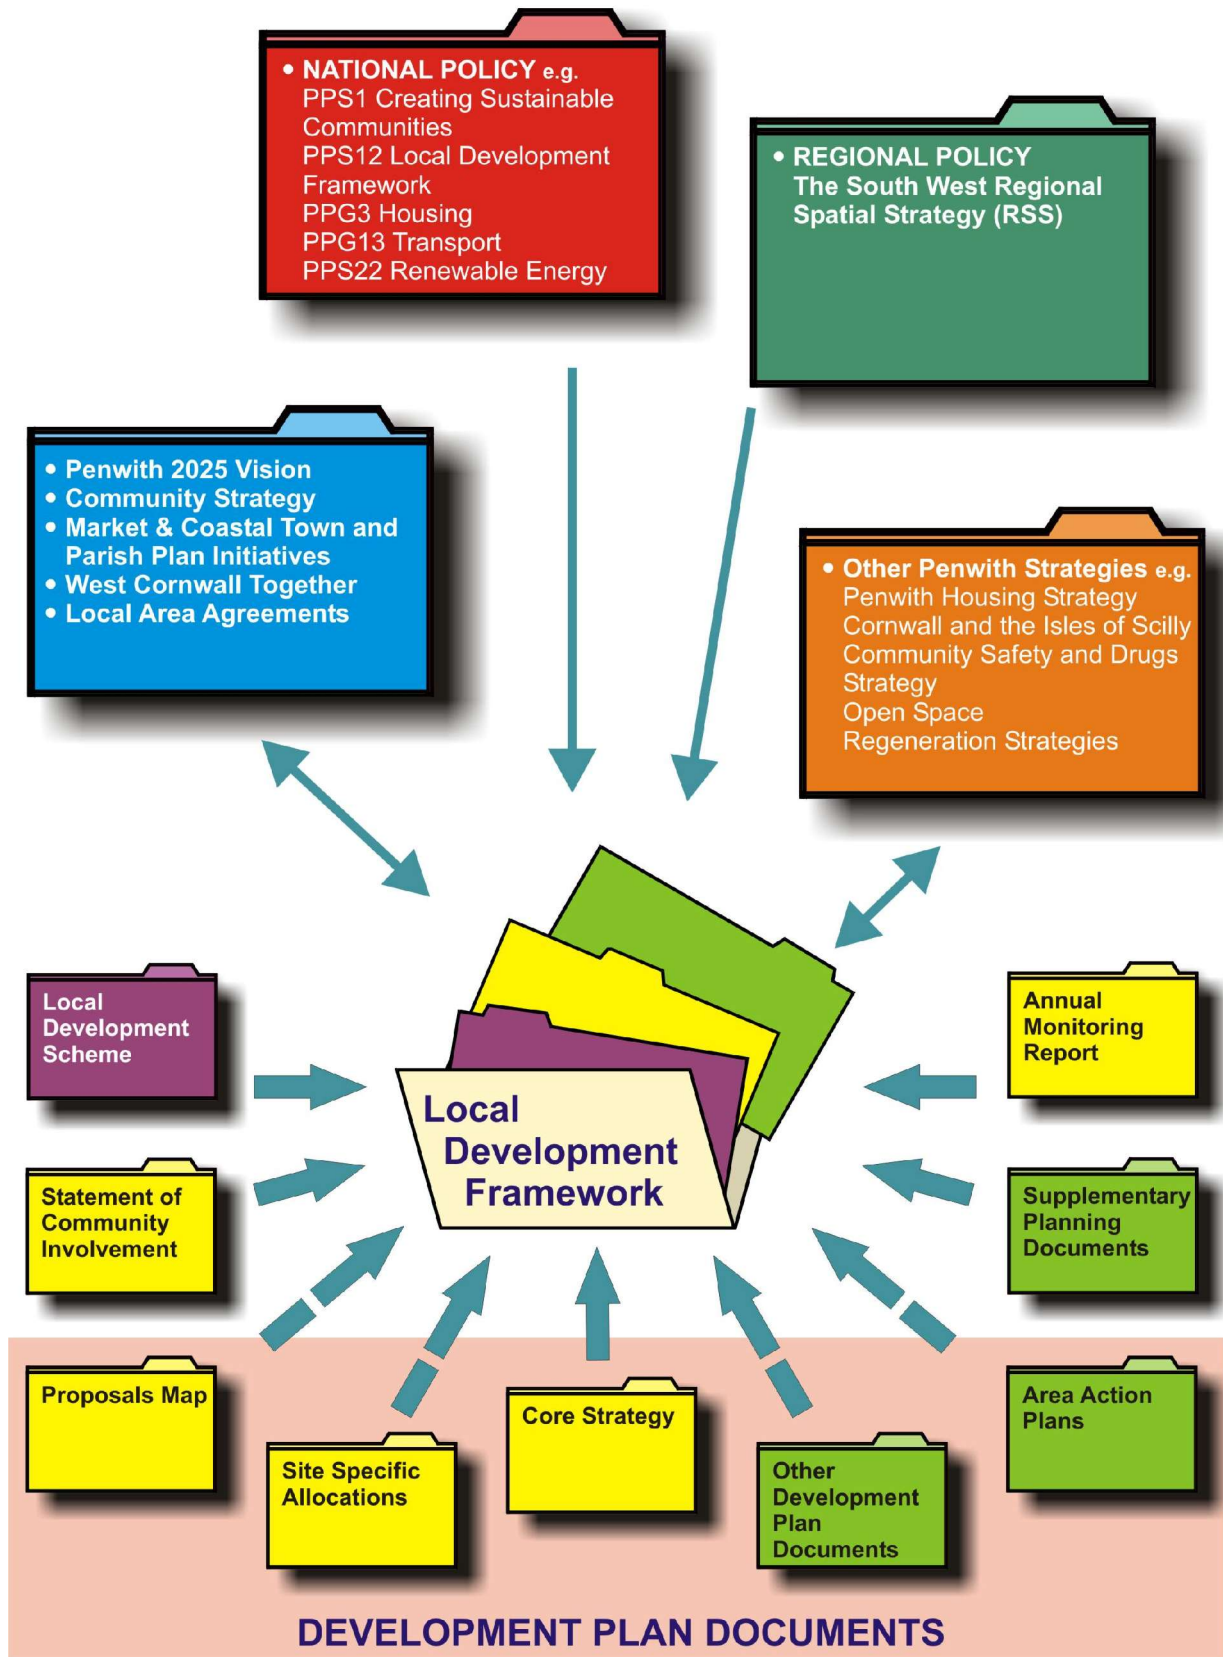 • NATIONAL POLICY e.g.
PPS1 Creating Sustainable
Communities
PPS12 Local Development
Framework
PPG3 Housing
PPG13 Transport
PPS22 Renewable Energy
• REGIONAL POLICY
The South West Regional
Spatial Strategy (RSS)
• Penwith 2025 Vision
• Community Strategy
• Market & Coastal Town and
Parish Plan Initiatives
• West Cornwall Together
• Local Area Agreements
• Other Penwith Strategies e.g.
Penwith Housing Strategy
Cornwall and the Isles of Scilly
Community Safety and Drugs
Strategy
Open Space
Regeneration Strategies
Local
Development
Scheme
Local
Development
Framework
Annual
Monitoring
Report
Statement of
Community
Involvement
Supplementary
Planning
Documents
Proposals Map
Site Specific
Allocations
Core Strategy
Other
Development
Plan
Documents
Area Action
Plans
DEVELOPMENT PLAN DOCUMENTS